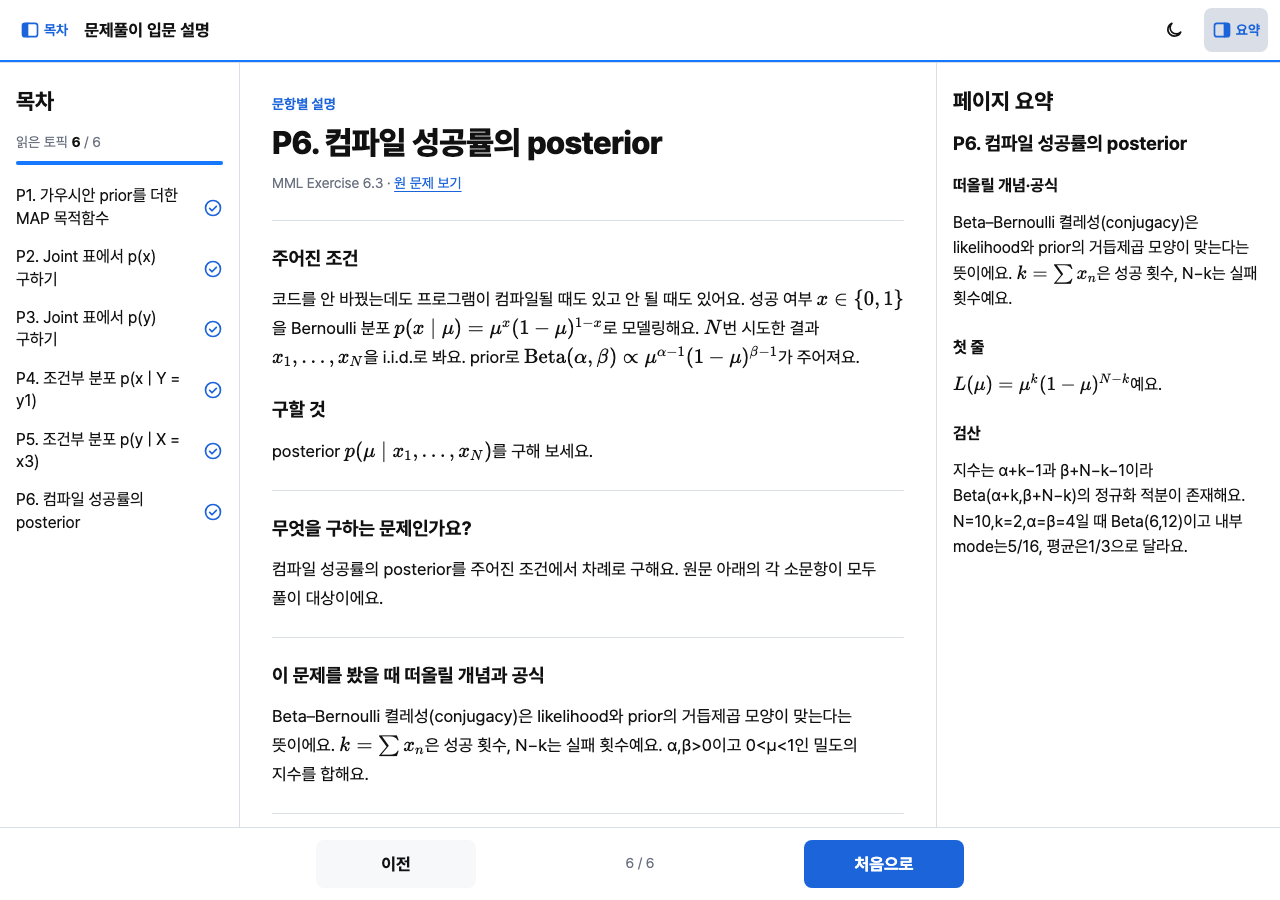 목차 문제풀이 입문 설명 요약
목차
읽은 토픽 6 / 6
P1. 가우시안 prior를 더한
MAP 목적함수
P2. Joint 표에서 p(x)
구하기
P3. Joint 표에서 p(y)
구하기
P4. 조건부 분포 p(x | Y =
y1)
P5. 조건부 분포 p(y | X =
x3)
P6. 컴파일 성공률의
posterior
문항별 설명
P6. 컴파일 성공률의 posterior
MML Exercise 6.3 · 원 문제 보기
주어진 조건
코드를 안 바꿨는데도 프로그램이 컴파일될 때도 있고 안 될 때도 있어요. 성공 여부 x ∈ {0, 1}
을 Bernoulli 분포 p(x | μ) = μ^x(1 − μ)^{1−x}로 모델링해요. N번 시도한 결과
x_1, . . . , x_N을 i.i.d.로 봐요. prior로 Beta(α, β) ∝ μ^{α−1}(1 − μ)^{β−1}가 주어져요.
구할 것
posterior p(μ | x_1, . . . , x_N)를 구해 보세요.
무엇을 구하는 문제인가요?
컴파일 성공률의 posterior를 주어진 조건에서 차례로 구해요. 원문 아래의 각 소문항이 모두
풀이 대상이에요.
이 문제를 봤을 때 떠올릴 개념과 공식
Beta–Bernoulli 켤레성(conjugacy)은 likelihood와 prior의 거듭제곱 모양이 맞는다는
뜻이에요. k = ∑ x_n은 성공 횟수, N−k는 실패 횟수예요. α,β>0이고 0<μ<1인 밀도의
지수를 합해요.
페이지 요약
P6. 컴파일 성공률의 posterior
떠올릴 개념·공식
Beta–Bernoulli 켤레성(conjugacy)은
likelihood와 prior의 거듭제곱 모양이 맞는다는
뜻이에요. k = ∑ x_n은 성공 횟수, N−k는 실패
횟수예요.
첫 줄
L(μ) = μ^k(1 − μ)^{N−k}예요.
검산
지수는 α+k−1과 β+N−k−1이라
Beta(α+k,β+N−k)의 정규화 적분이 존재해요.
N=10,k=2,α=β=4일 때 Beta(6,12)이고 내부
mode는5/16, 평균은1/3으로 달라요.
이전 6 / 6 처음으로